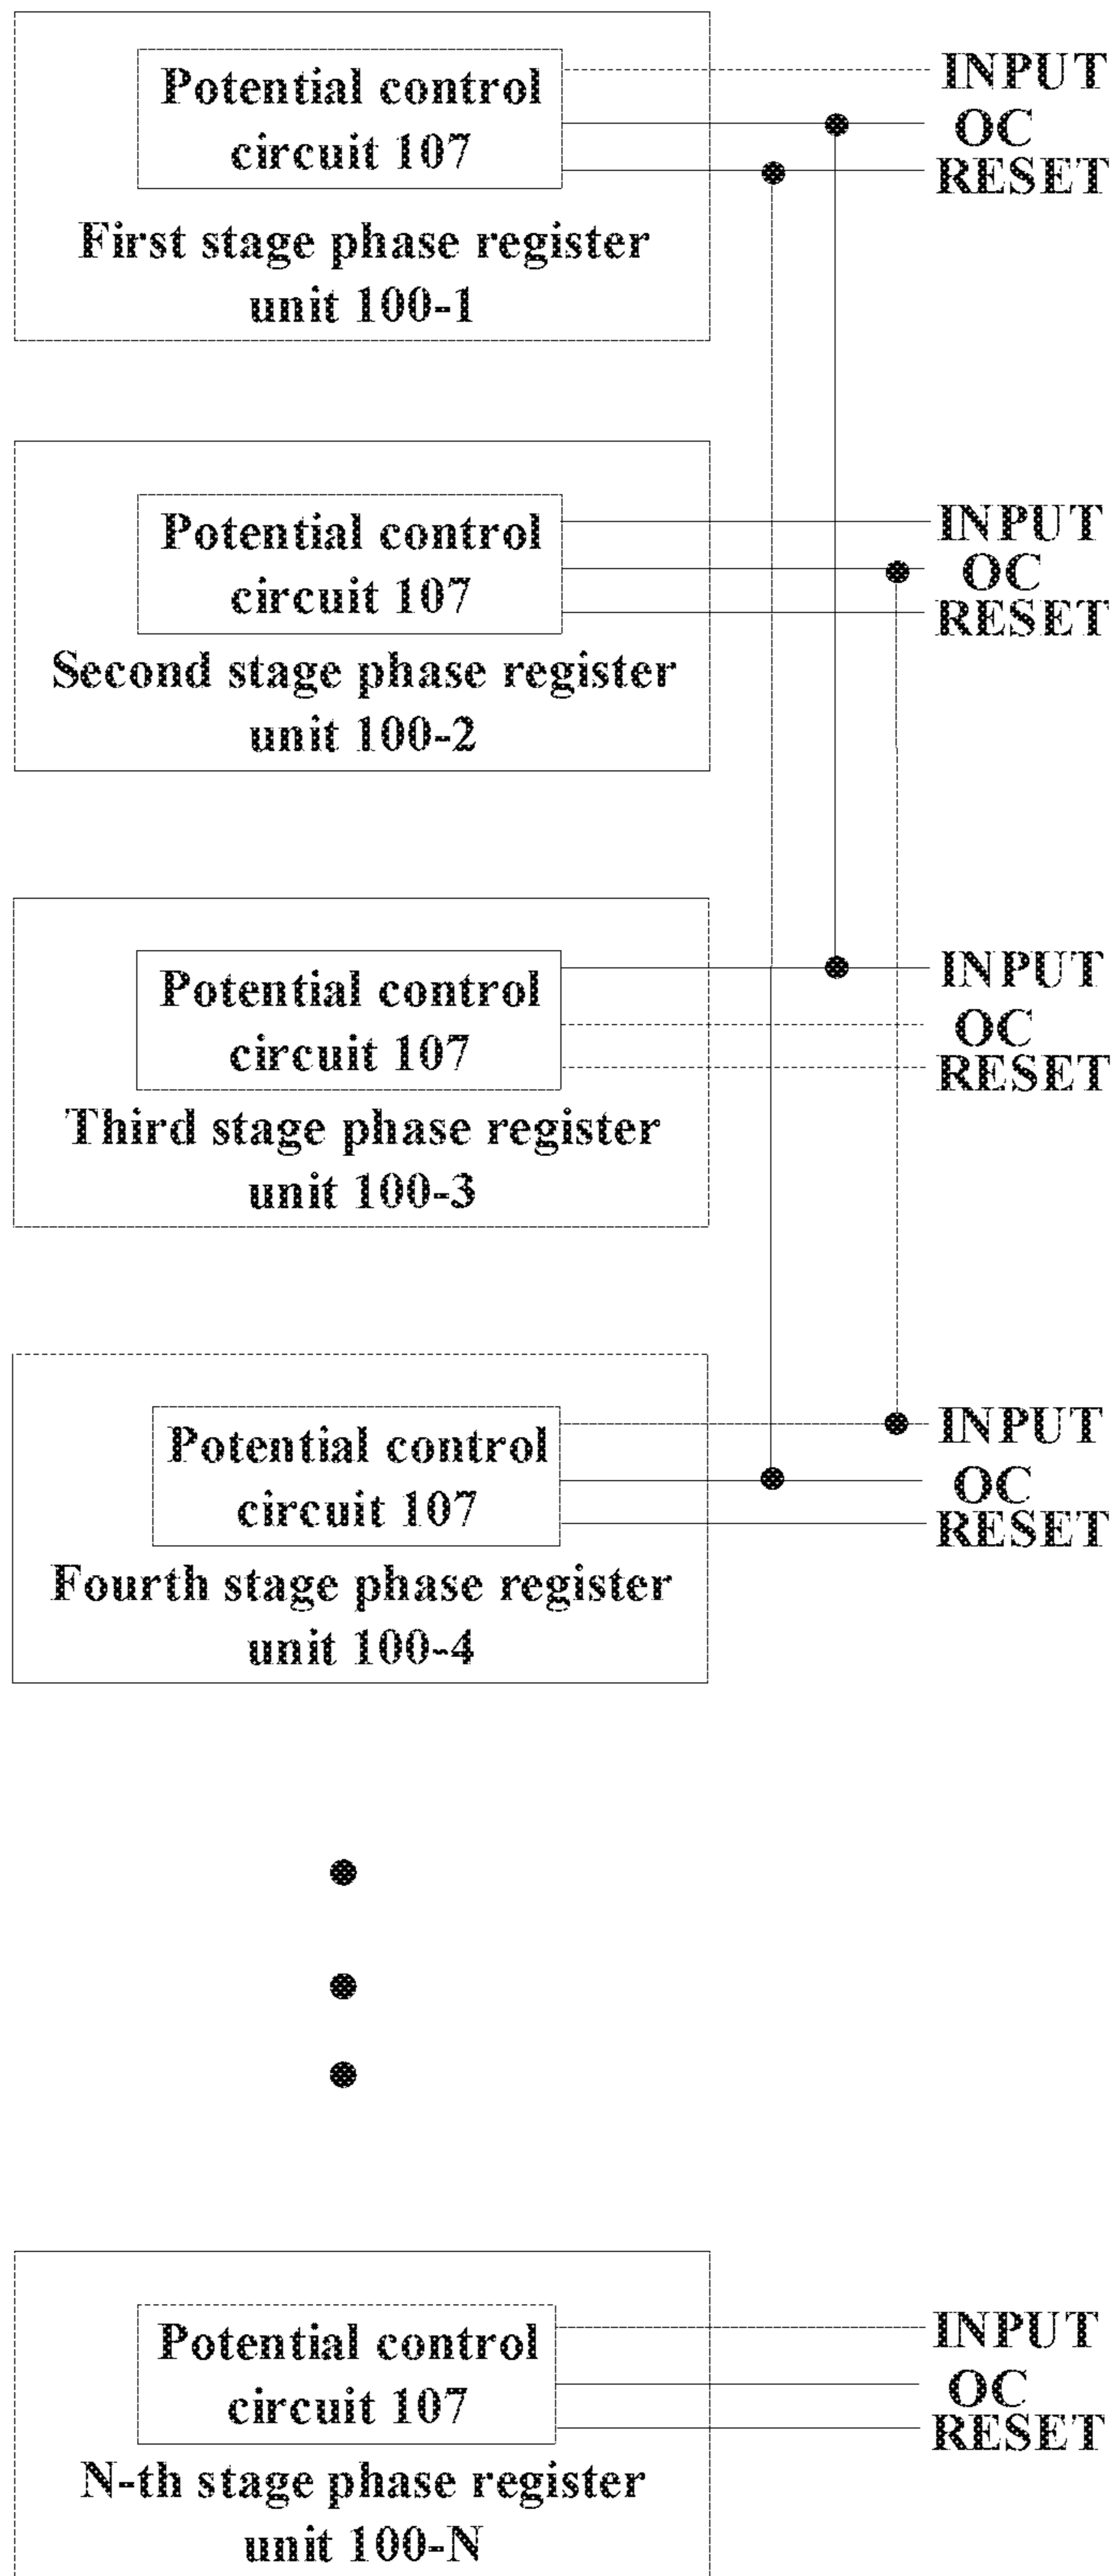 Potential control
circuit 107
First stage phase register
unit 100-1
INPUT
OC
RESET
Potential control
circuit 107
Second stage phase register
unit 100-2
INPUT
OC
RESET
Potential control
circuit 107
Third stage phase register
unit 100-3
INPUT
OC
RESET
Potential control
circuit 107
Fourth stage phase register
unit 100-4
INPUT
OC
RESET
Potential control
circuit 107
N-th stage phase register
unit 100-N
INPUT
OC
RESET